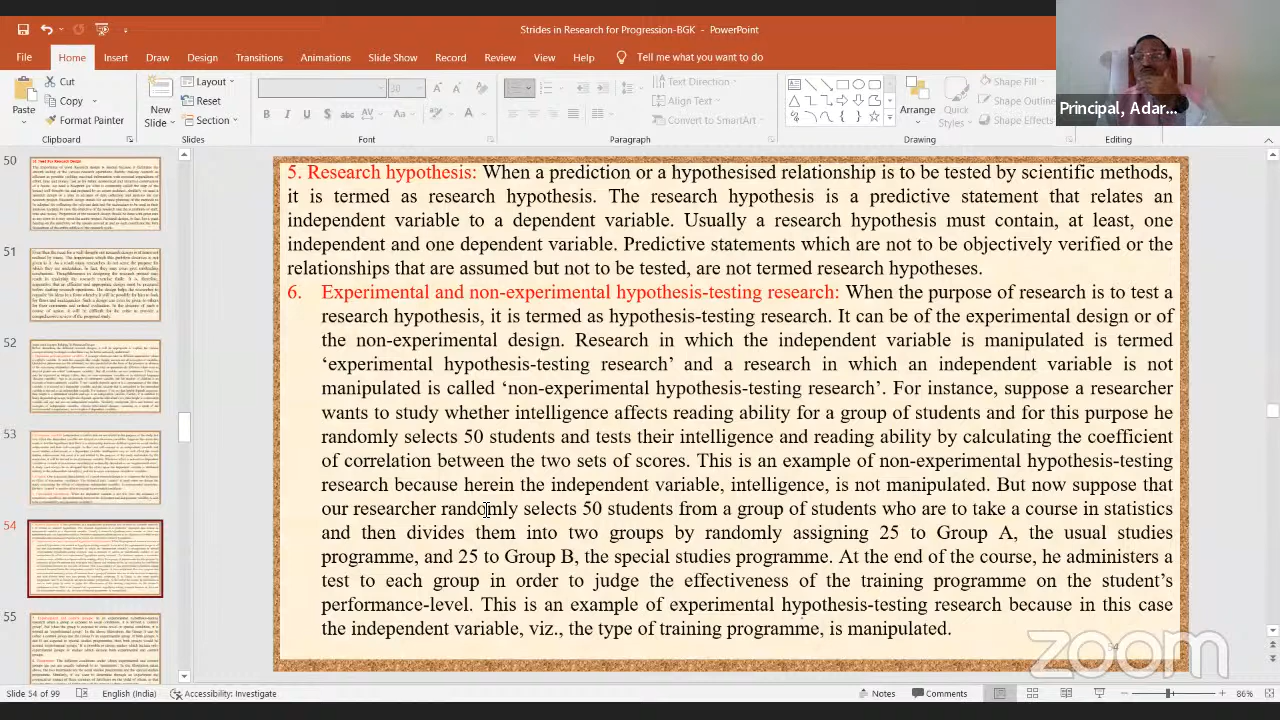 Strides in Research for Progression-BGK - PowerPoint
File Home Insert Draw Design Transitions Animations Slide Show Record Review View Help Tell me what you want to do
Principal, Adar...
Cut
Copy
Format Painter
Paste
Clipboard
New
Slide
Layout
Reset
Section
Slides
Font
Text Direction
Align Text
Convert to SmartArt
Paragraph
Arrange
Quick
Styles
Shape Fill
Shape Outline
Shape Effects
Drawing
Editing
50
51
52
53
54
55
5. Research hypothesis: When a prediction or a hypothesised relationship is to be tested by scientific methods,
it is termed as research hypothesis. The research hypothesis is a predictive statement that relates an
independent variable to a dependent variable. Usually a research hypothesis must contain, at least, one
independent and one dependent variable. Predictive statements which are not to be objectively verified or the
relationships that are assumed but not to be tested, are not termed research hypotheses.
6. Experimental and non-experimental hypothesis-testing research: When the purpose of research is to test a
research hypothesis, it is termed as hypothesis-testing research. It can be of the experimental design or of
the non-experimental design. Research in which the independent variable is manipulated is termed
‘experimental hypothesis-testing research’ and a research in which an independent variable is not
manipulated is called ‘non-experimental hypothesis-testing research’. For instance, suppose a researcher
wants to study whether intelligence affects reading ability for a group of students and for this purpose he
randomly selects 50 students and tests their intelligence and reading ability by calculating the coefficient
of correlation between the two sets of scores. This is an example of non-experimental hypothesis-testing
research because herein the independent variable, intelligence, is not manipulated. But now suppose that
our researcher randomly selects 50 students from a group of students who are to take a course in statistics
and then divides them into two groups by randomly assigning 25 to Group A, the usual studies
programme, and 25 to Group B, the special studies programme. At the end of the course, he administers a
test to each group in order to judge the effectiveness of the training programme on the student’s
performance-level. This is an example of experimental hypothesis-testing research because in this case
the independent variable, viz., the type of training programme, is manipulated.
54
zoom
Slide 54 of 99 English (India) Accessibility: Investigate Notes Comments 86%